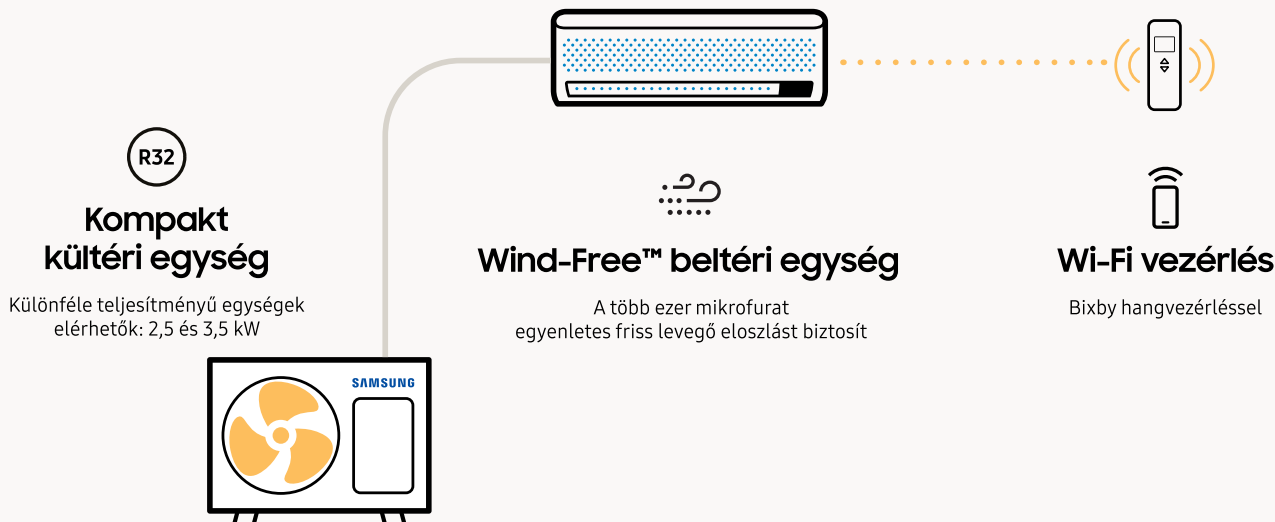 R32
Kompakt
kültéri egység
Különféle teljesítményű egységek
elérhetők: 2,5 és 3,5 kW
SAMSUNG
Wind-Free™ beltéri egység
A több ezer mikrofurat
egyenletes friss levegő eloszlást biztosít
Wi-Fi vezérlés
Bixby hangvezérléssel